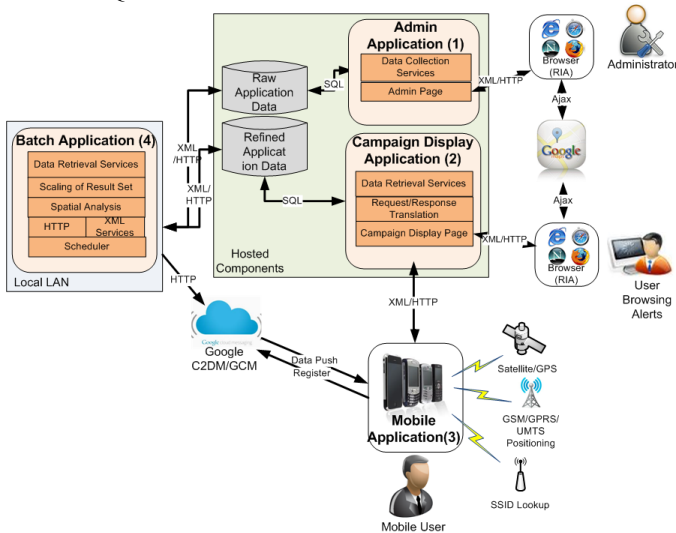 Admin
Application (1)
Data Collection
Services
Admin Page
Raw
Application
Data
SQL
XML/HTTP
Browser
(RIA)
Administrator
Ajax
Google
Ajax
Refined
Applicat
ion Data
SQL
Campaign Display
Application (2)
Data Retrieval Services
Request/Response
Translation
Campaign Display Page
XML/HTTP
Browser
(RIA)
User
Browsing
Alerts
Hosted
Components
Batch Application (4)
Data Retrieval Services
Scaling of Result Set
Spatial Analysis
HTTP
XML
Services
Scheduler
Local LAN
XML
/HTTP
XML/
HTTP
HTTP
XML/HTTP
Google
C2DM/GCM
Data Push
Register
Mobile
Application(3)
Mobile User
Satellite/GPS
GSM/GPRS/
UMTS
Positioning
SSID Lookup